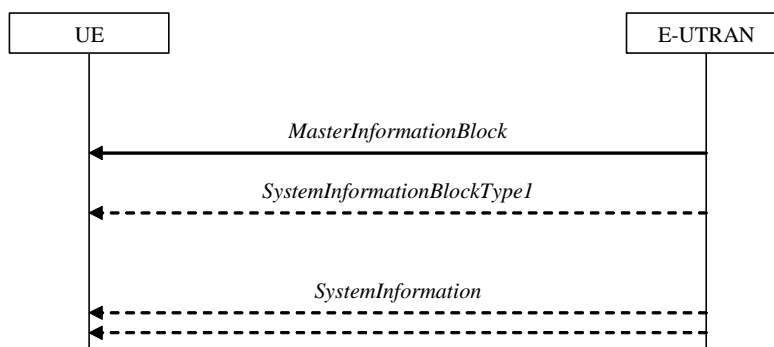 UE
E-UTRAN
MasterInformationBlock
SystemInformationBlockType1
SystemInformation